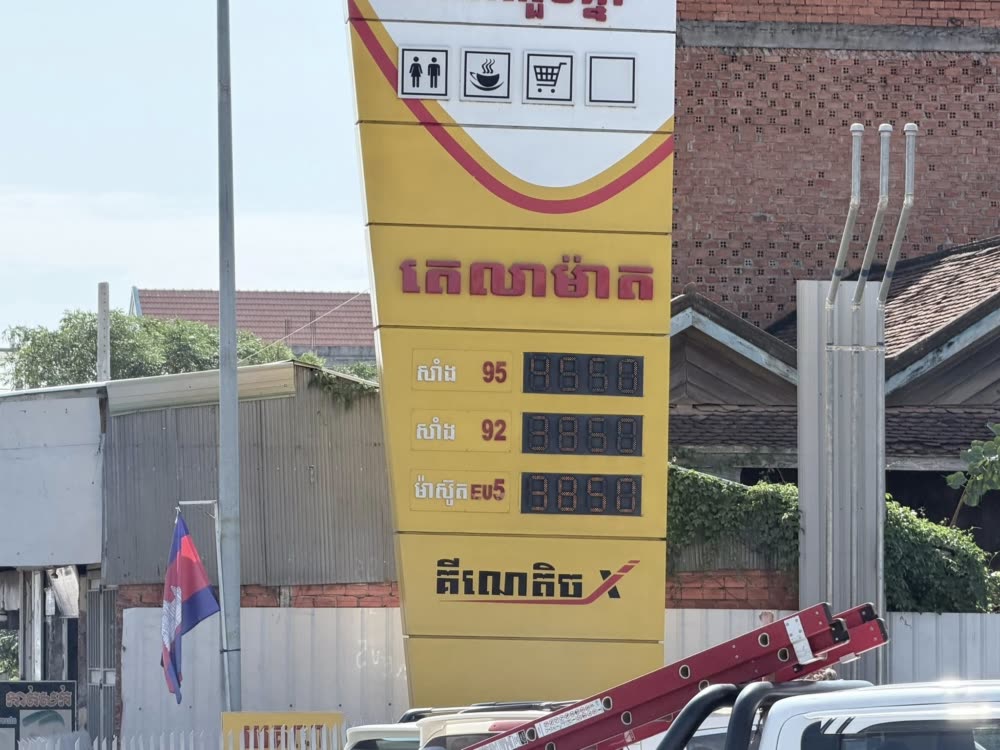 តេលាម៉ាត
សាំង 95 4550
សាំង 92 3850
ម៉ាស៊ូត EU5 3850
គីណេតិច X